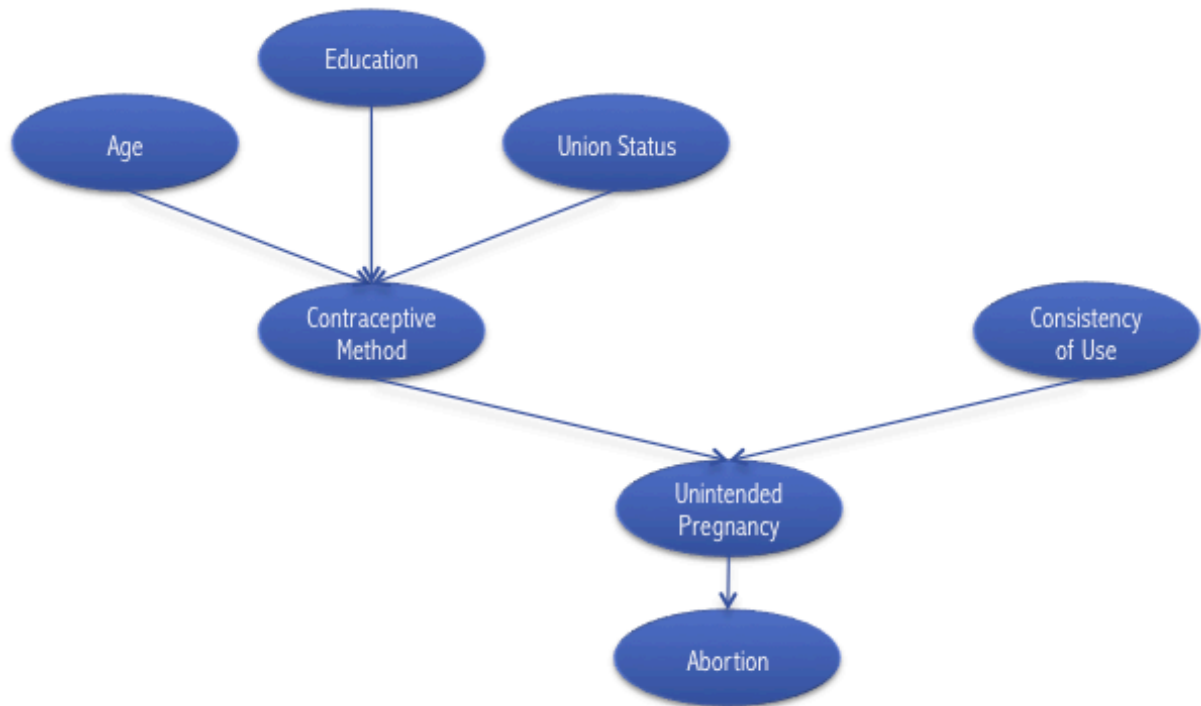 Education
Age
Union Status
Contraceptive
Method
Consistency
of Use
Unintended
Pregnancy
Abortion